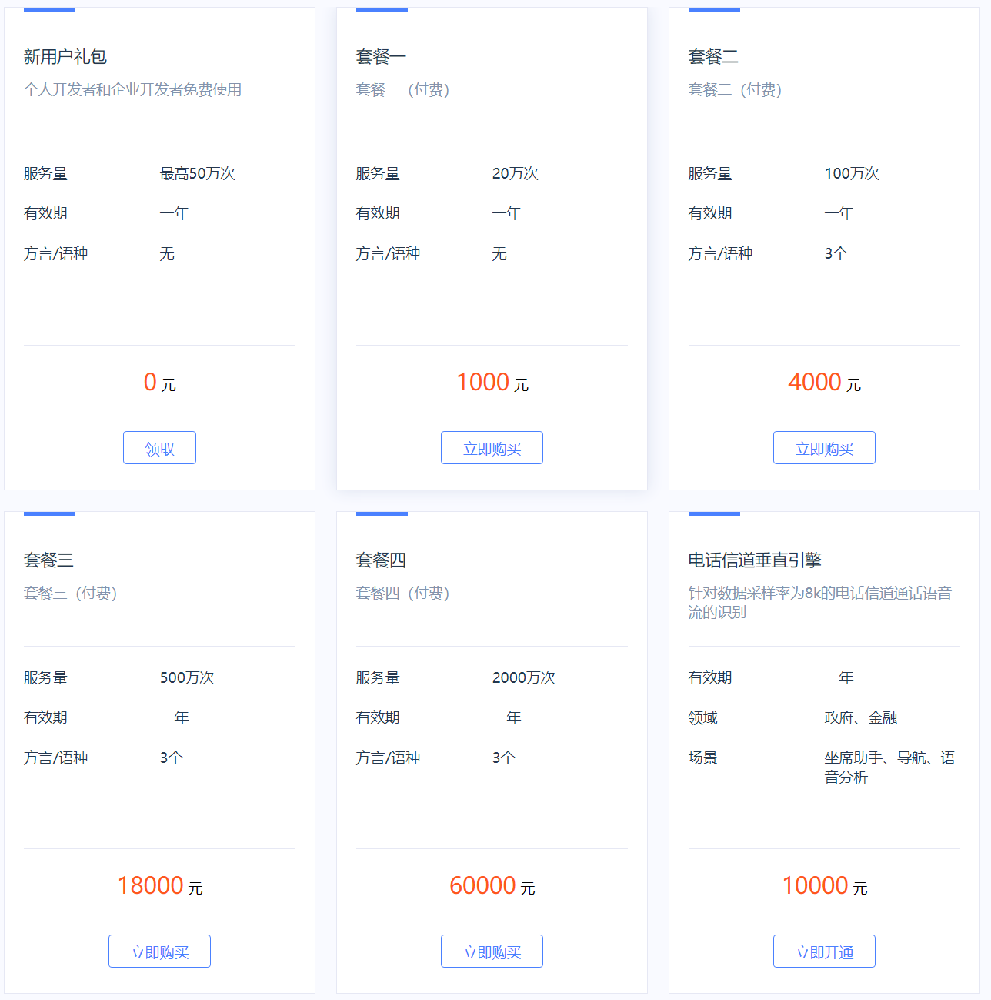 新用户礼包
个人开发者和企业开发者免费使用
服务量 最高50万次
有效期 一年
方言/语种 无
0 元
领取
套餐一
套餐一（付费）
服务量 20万次
有效期 一年
方言/语种 无
1000 元
立即购买
套餐二
套餐二（付费）
服务量 100万次
有效期 一年
方言/语种 3个
4000 元
立即购买
套餐三
套餐三（付费）
服务量 500万次
有效期 一年
方言/语种 3个
18000 元
立即购买
套餐四
套餐四（付费）
服务量 2000万次
有效期 一年
方言/语种 3个
60000 元
立即购买
电话信道垂直引擎
针对数据采样率为8k的电话信道通话语音
流的识别
有效期 一年
领域 政府、金融
场景 坐席助手、导航、语
音分析
10000 元
立即开通